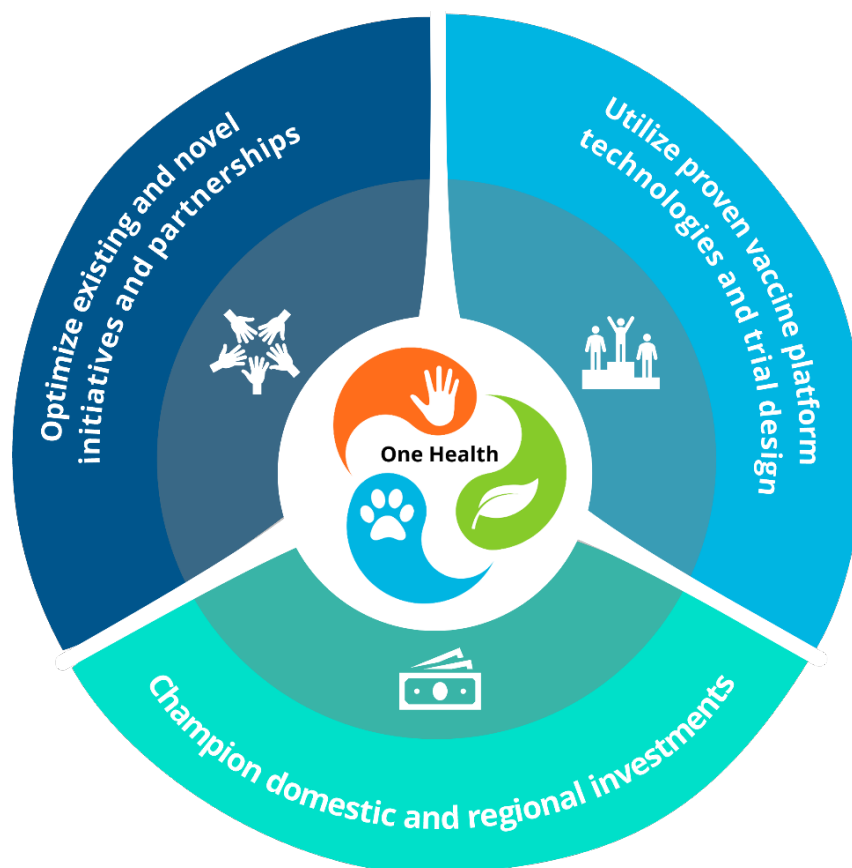 Optimize existing and novel
initiatives and partnerships
Utilize proven vaccine platform
technologies and trial design
One Health
Champion domestic and regional investments